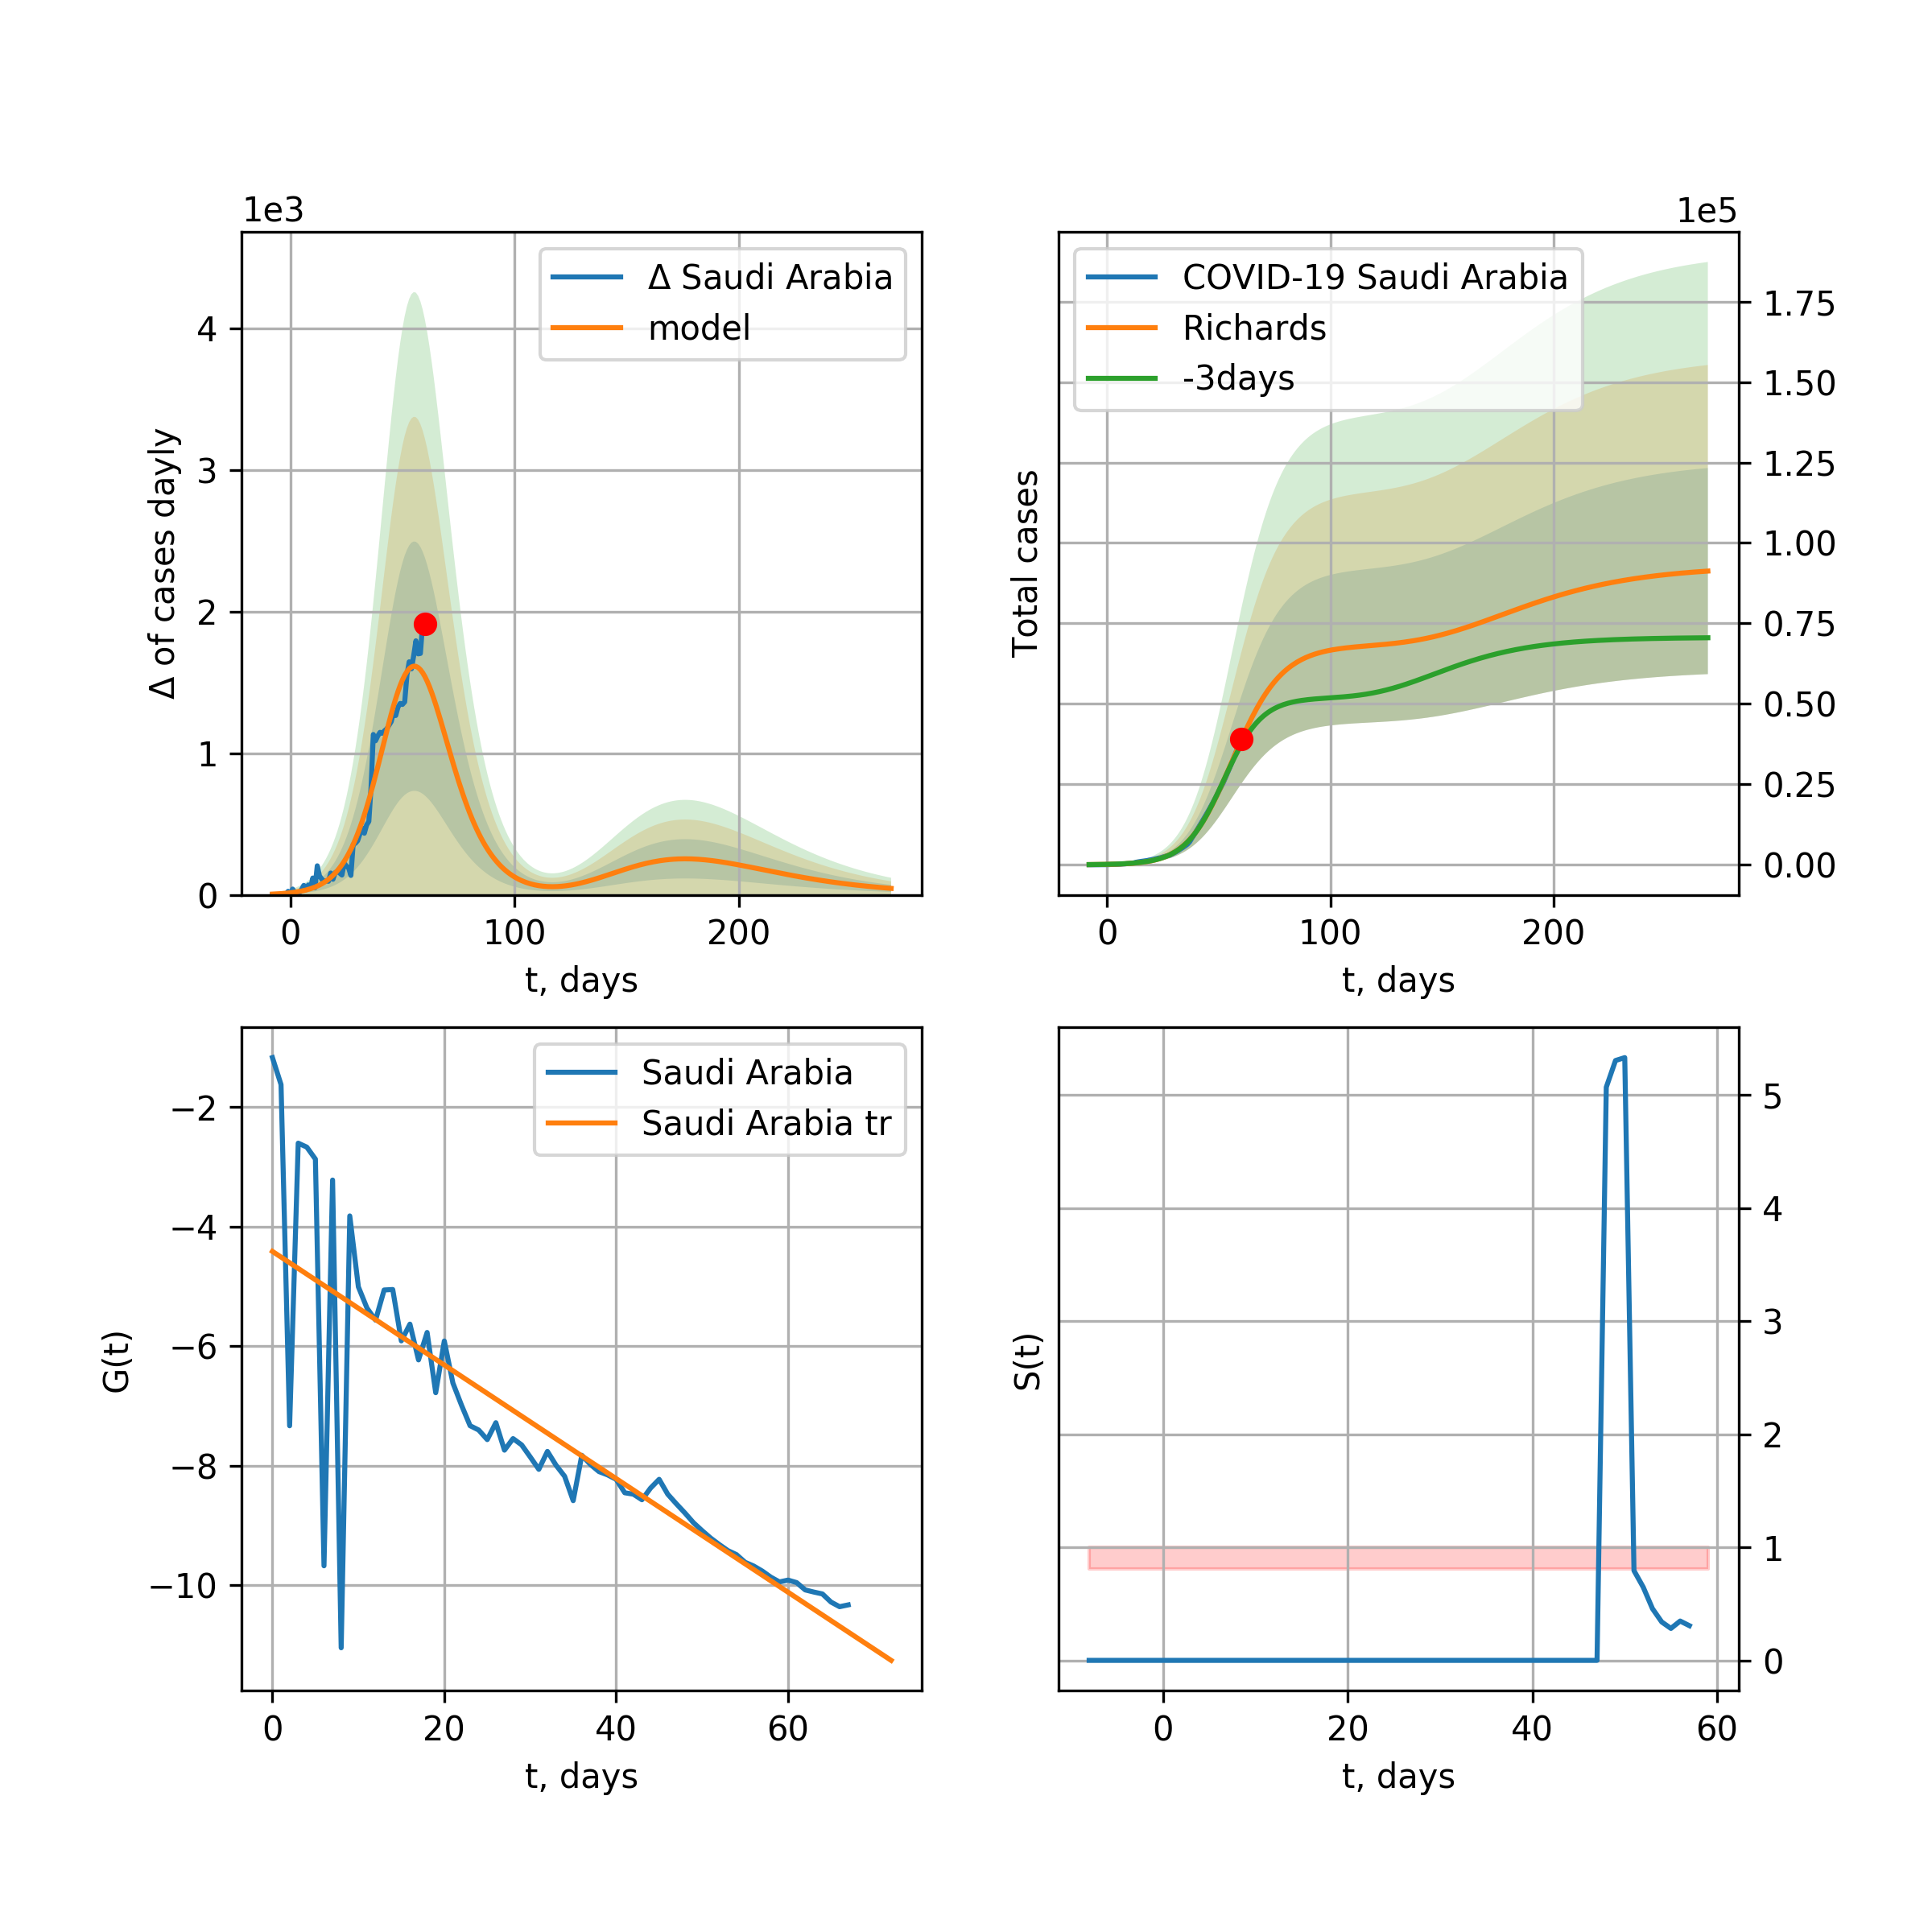 1e3
Δ Saudi Arabia
model
4
3
2
1
0
Δ of cases dayly
0 100 200
t, days
1e5
COVID-19 Saudi Arabia
Richards
-3days
1.75
1.50
1.25
1.00
0.75
0.50
0.25
0.00
Total cases
0 100 200
t, days
Saudi Arabia
Saudi Arabia tr
−2
−4
−6
−8
−10
G(t)
0 20 40 60
t, days
5
4
3
2
1
0
S(t)
0 20 40 60
t, days